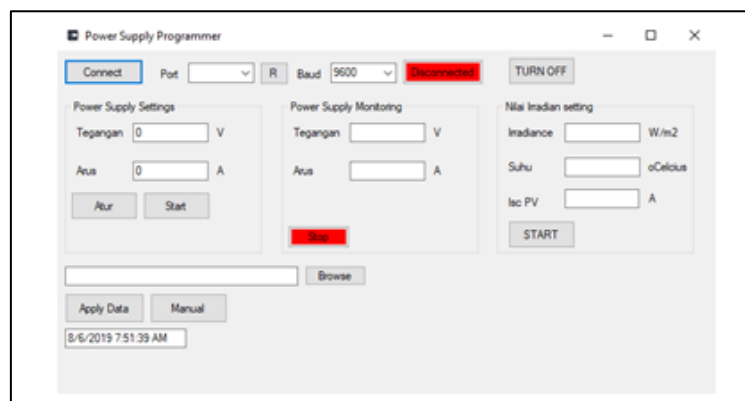 Power Supply Programmer
Connect Port R Baud 9600 Disconnected TURN OFF
Power Supply Settings
Tegangan 0 V
Arus 0 A
Atur Start
Power Supply Monitoring
Tegangan V
Arus A
Stop
Nilai Irradian setting
Irradiance W/m2
Suhu oCelcius
Isc PV A
START
Browse
Apply Data Manual
8/6/2019 7:51:39 AM